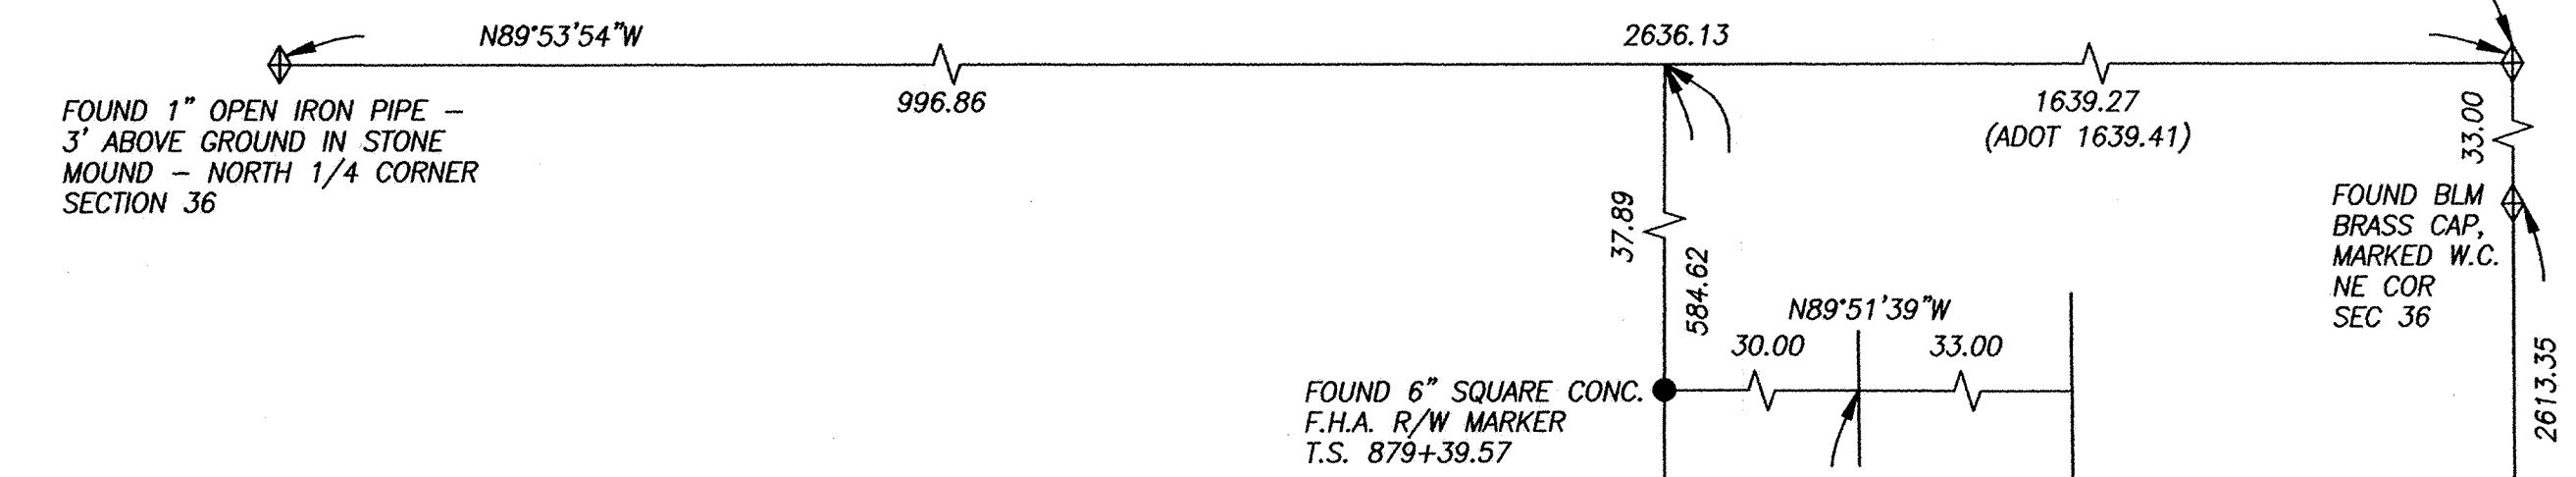 N89°53'54"W
2636.13
996.86
1639.27
(ADOT 1639.41)
FOUND 1" OPEN IRON PIPE –
3' ABOVE GROUND IN STONE
MOUND – NORTH 1/4 CORNER
SECTION 36
33.00
37.89
584.62
FOUND BLM
BRASS CAP,
MARKED W.C.
NE COR
SEC 36
N89°51'39"W
30.00
33.00
2613.35
FOUND 6" SQUARE CONC.
F.H.A. R/W MARKER
T.S. 879+39.57